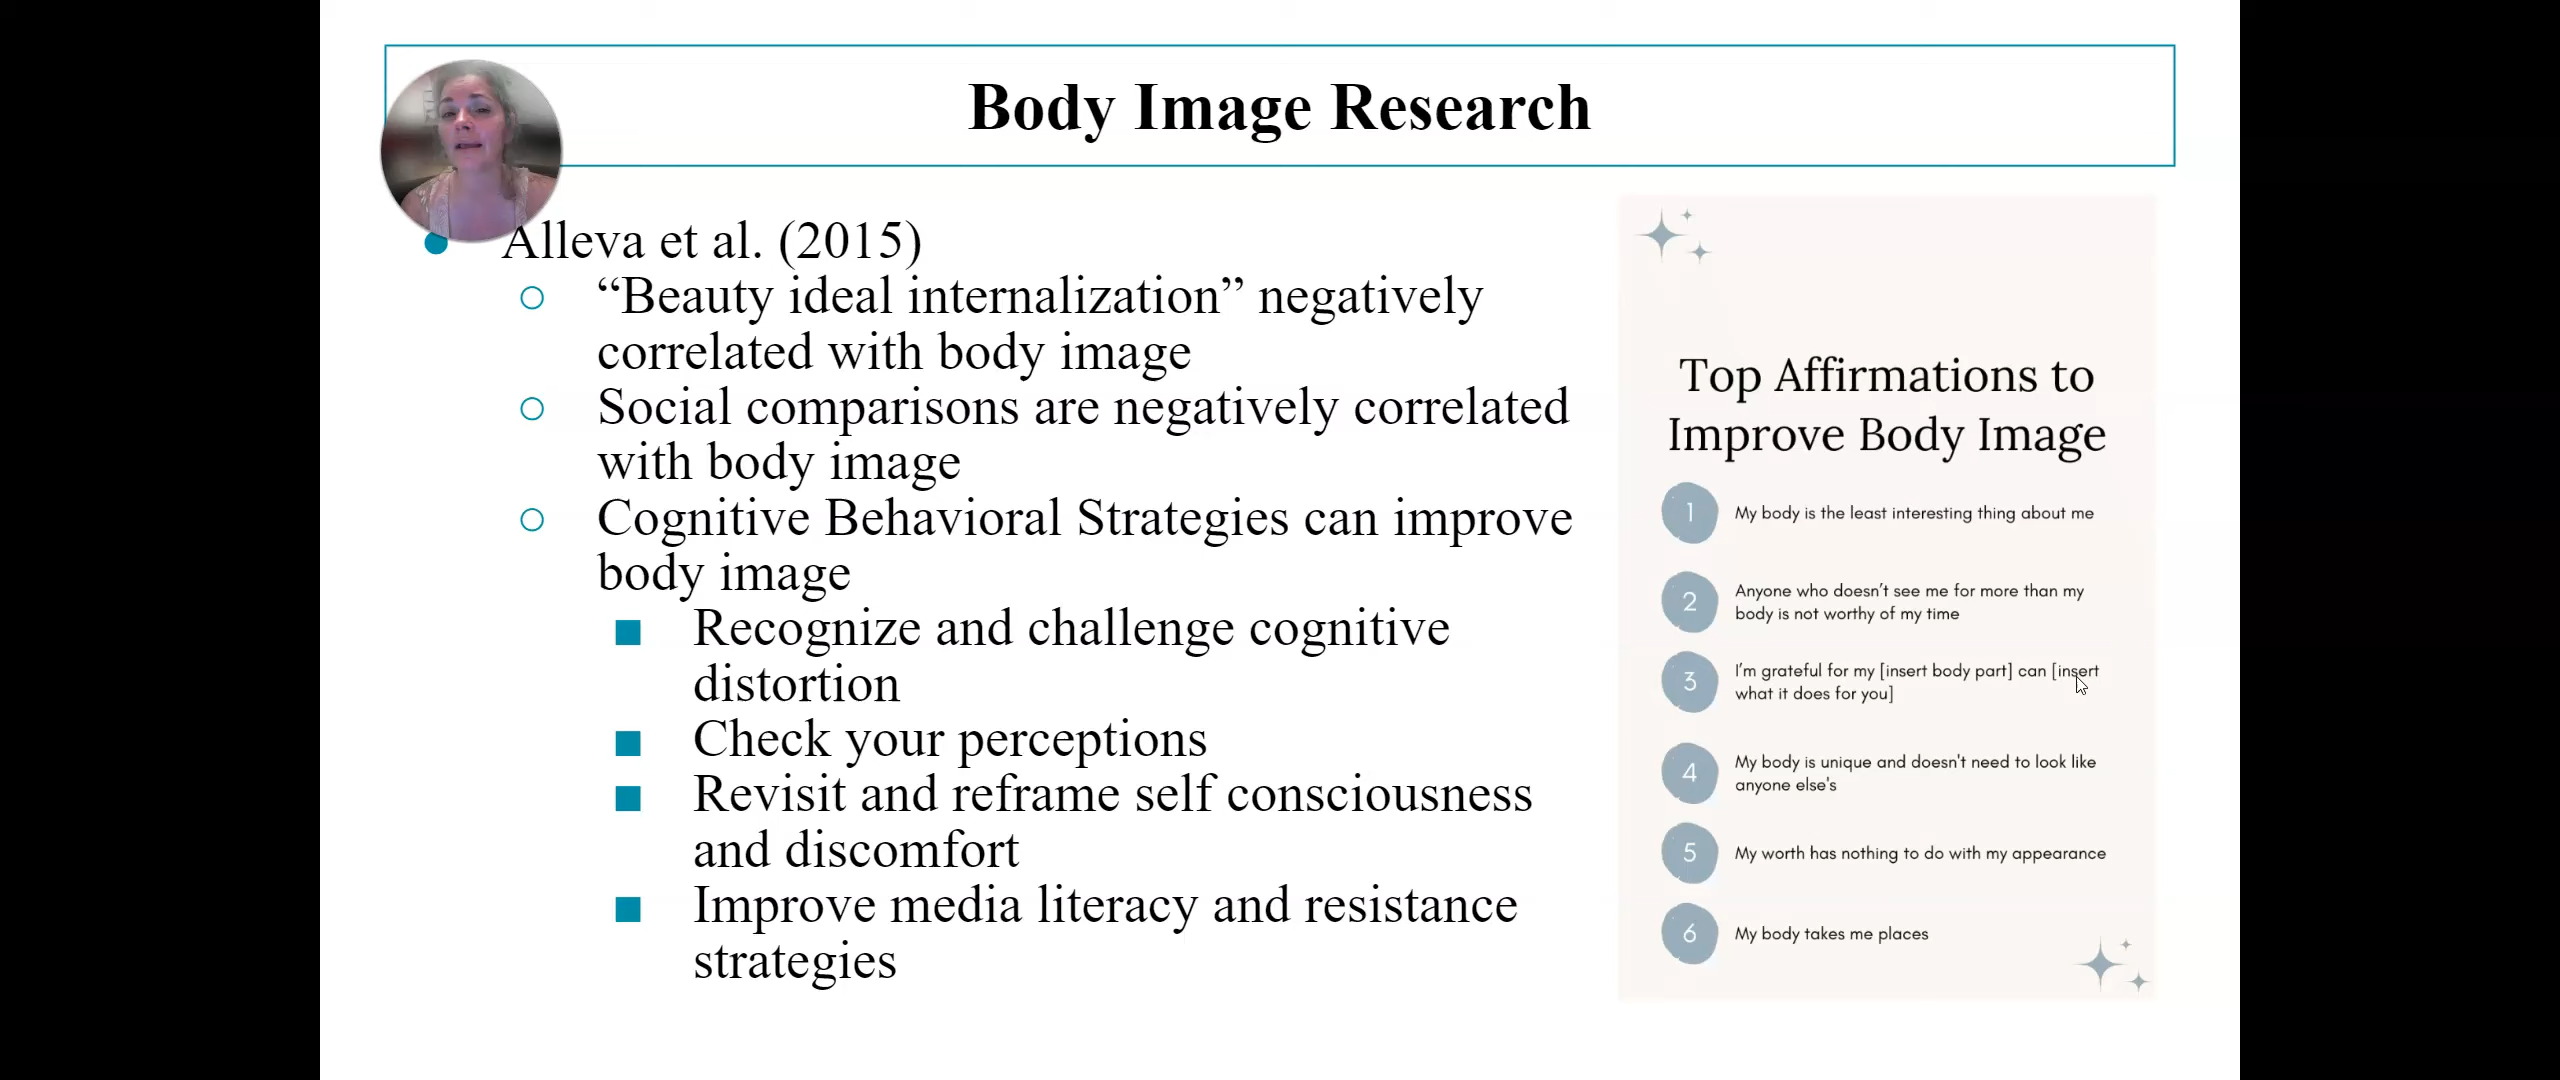 Body Image Research
Alleva et al. (2015)
“Beauty ideal internalization” negatively
correlated with body image
Social comparisons are negatively correlated
with body image
Cognitive Behavioral Strategies can improve
body image
Recognize and challenge cognitive
distortion
Check your perceptions
Revisit and reframe self consciousness
and discomfort
Improve media literacy and resistance
strategies
Top Affirmations to
Improve Body Image
1 My body is the least interesting thing about me
2 Anyone who doesn’t see me for more than my
body is not worthy of my time
3 I’m grateful for my [insert body part] can [insert
what it does for you]
4 My body is unique and doesn't need to look like
anyone else's
5 My worth has nothing to do with my appearance
6 My body takes me places